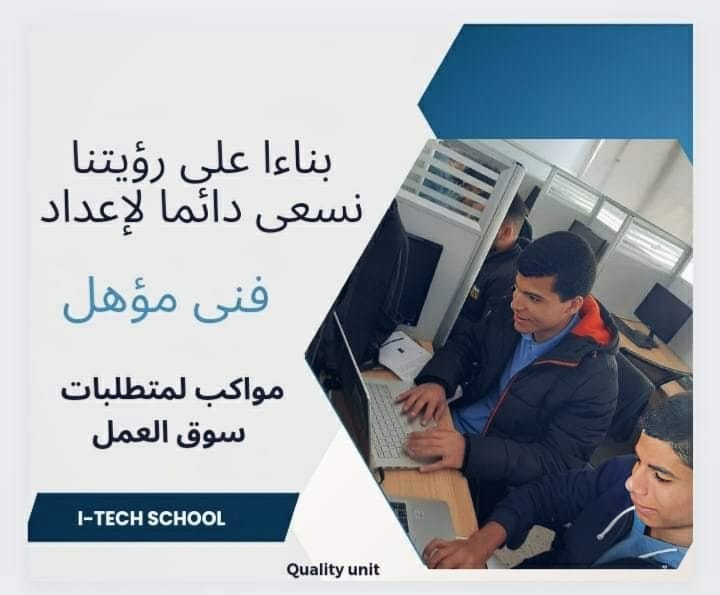 بناءا على رؤيتنا
نسعى دائما لإعداد
فنى مؤهل
مواكب لمتطلبات
سوق العمل
I-TECH SCHOOL
Quality unit